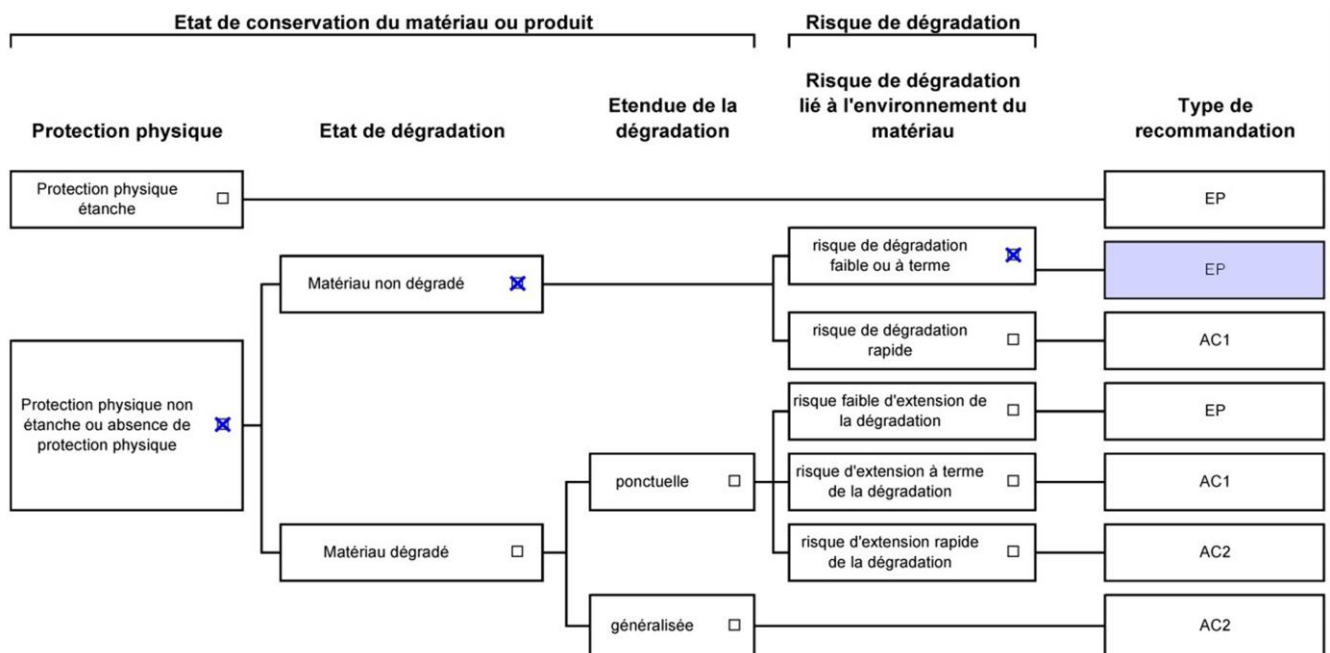 Etat de conservation du matériau ou produit
Risque de dégradation
Protection physique
Etat de dégradation
Etendue de la
dégradation
Risque de dégradation
lié à l'environnement du
matériau
Type de
recommandation
Protection physique
étanche
EP
risque de dégradation
faible ou à terme
EP
Matériau non dégradé
risque de dégradation
rapide
AC1
Protection physique non
étanche ou absence de
protection physique
risque faible d'extension de
la dégradation
EP
ponctuelle
risque d'extension à terme
de la dégradation
AC1
Matériau dégradé
risque d'extension rapide
de la dégradation
AC2
généralisée
AC2